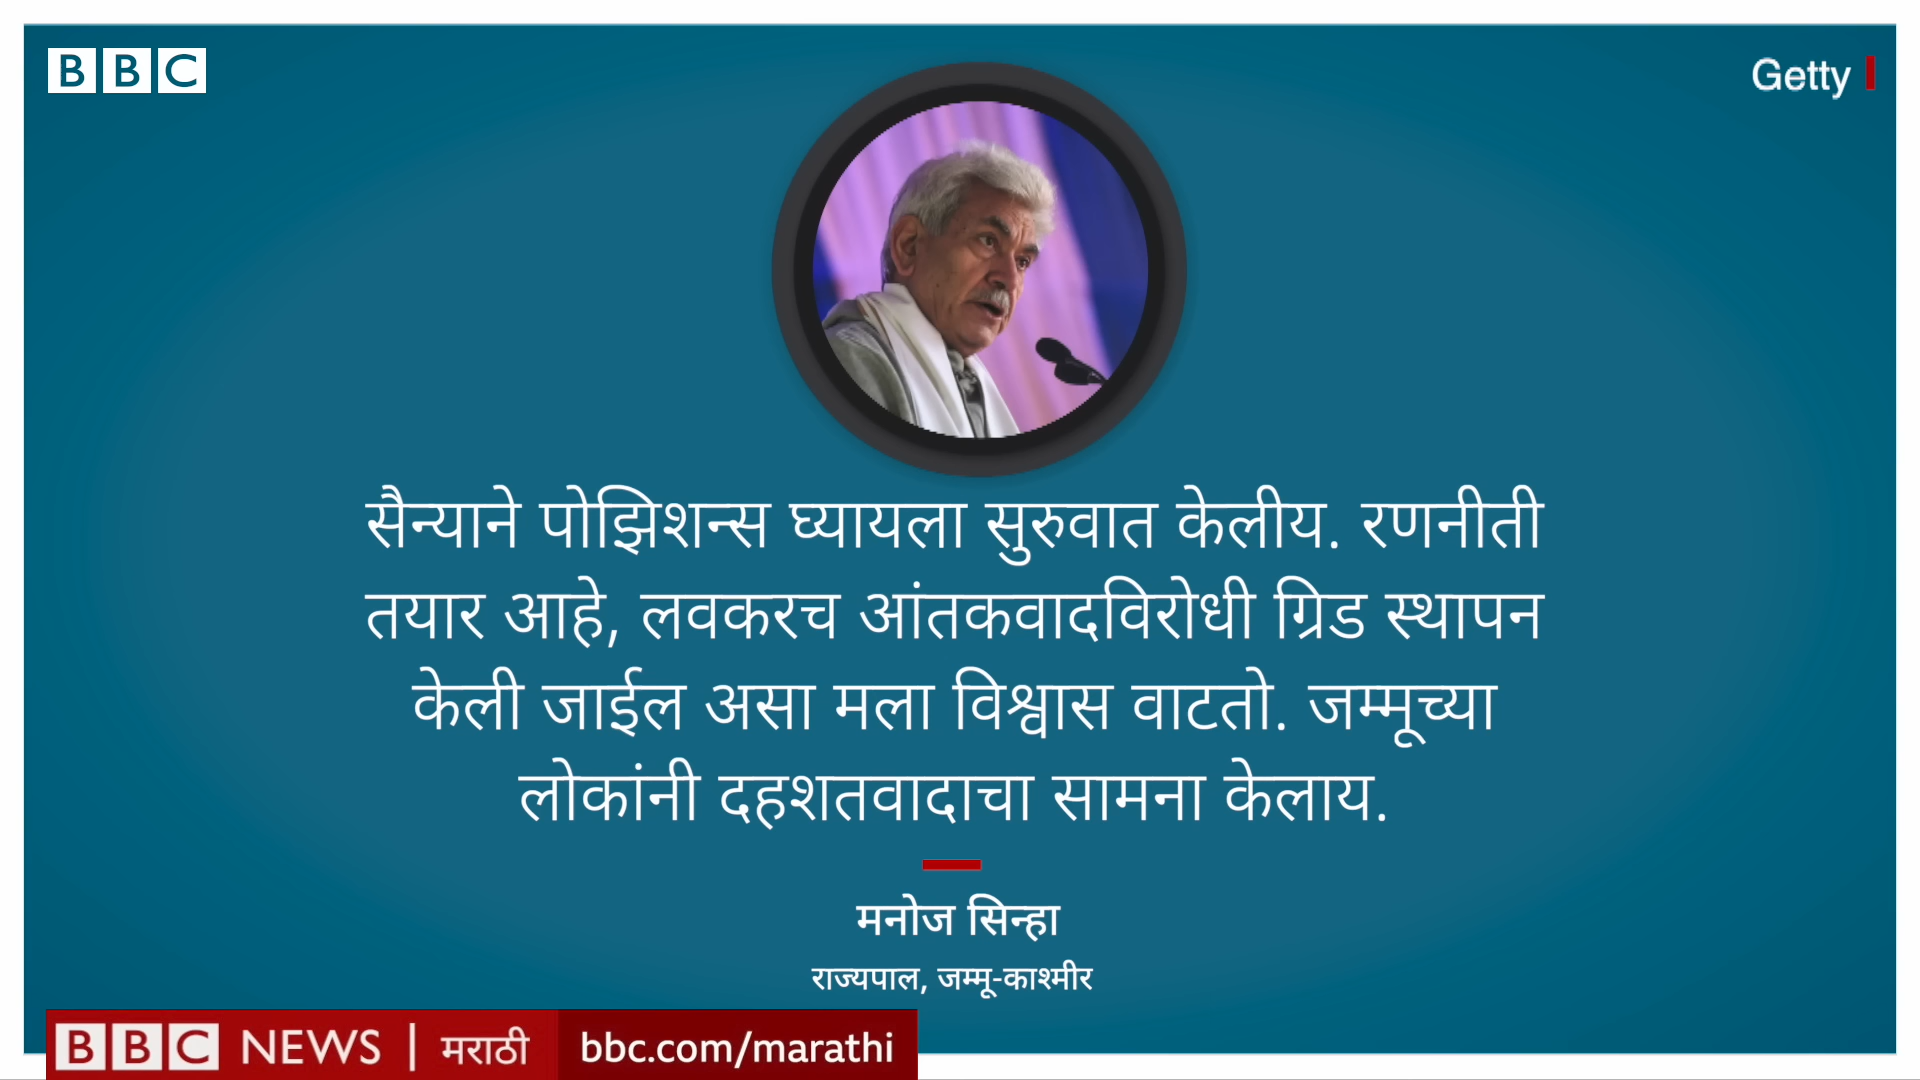 BBC
Getty
सैन्याने पोझिशन्स घ्यायला सुरुवात केलीय. रणनीती
तयार आहे, लवकरच आंतकवादविरोधी ग्रिड स्थापन
केली जाईल असा मला विश्वास वाटतो. जम्मूच्या
लोकांनी दहशतवादाचा सामना केलाय.
मनोज सिन्हा
राज्यपाल, जम्मू-काश्मीर
BBC NEWS | मराठी bbc.com/marathi